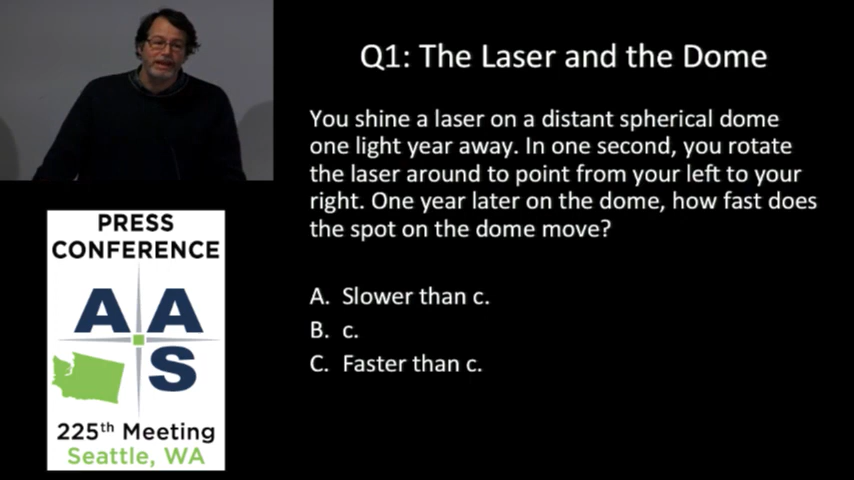 Q1: The Laser and the Dome
You shine a laser on a distant spherical dome
one light year away. In one second, you rotate
the laser around to point from your left to your
right. One year later on the dome, how fast does
the spot on the dome move?
A. Slower than c.
B. c.
C. Faster than c.
PRESS
CONFERENCE
A A
S
225th Meeting
Seattle, WA